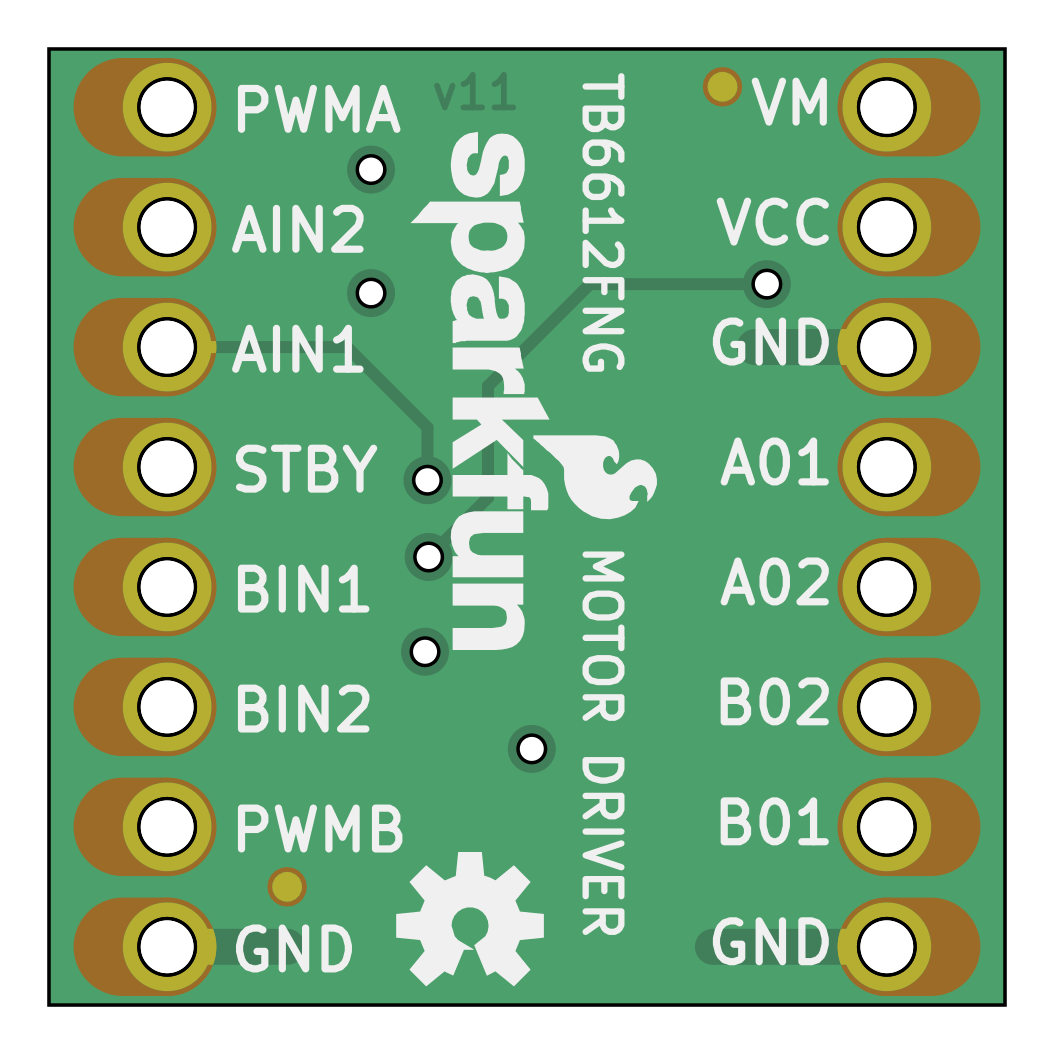 PWMA
AIN2
AIN1
STBY
BIN1
BIN2
PWMB
GND
v11
sparkfun
TB6612FNG
MOTOR DRIVER
VM
VCC
GND
A01
A02
B02
B01
GND